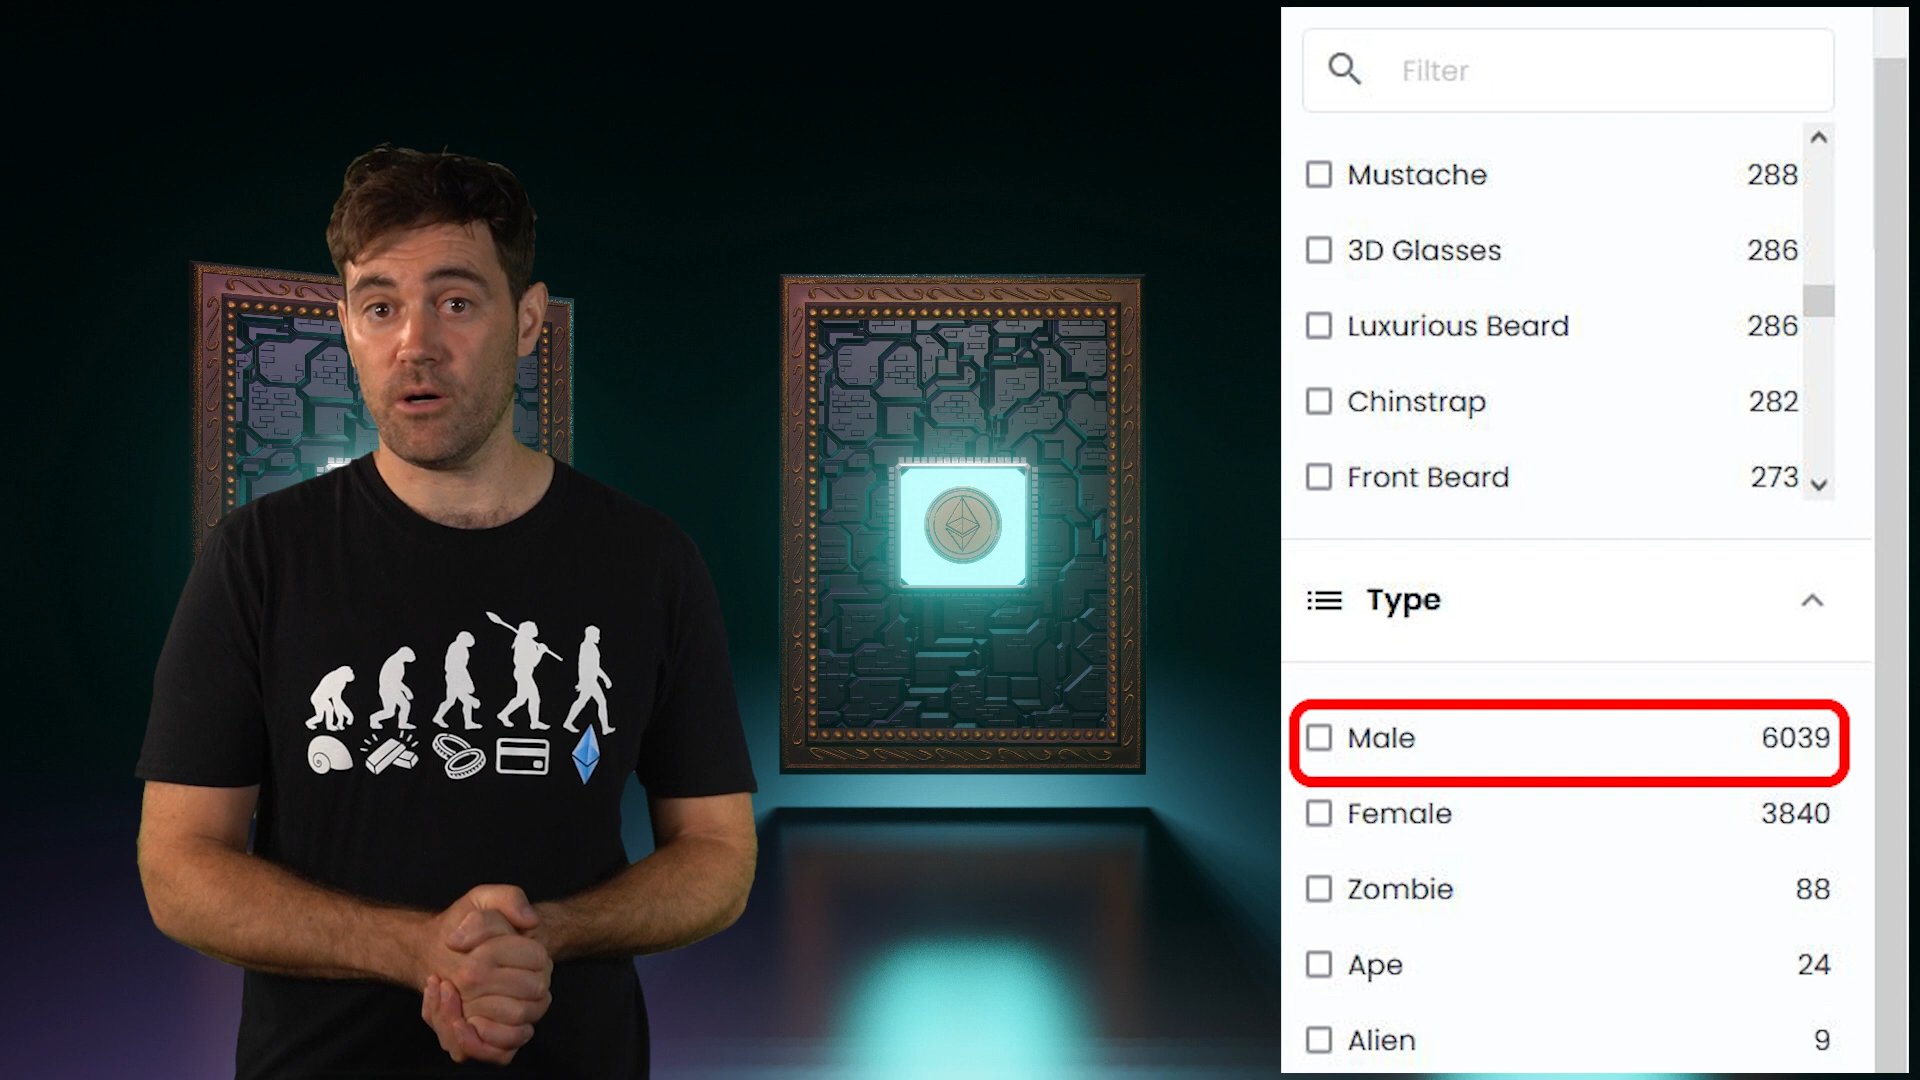 Filter
Mustache 288
3D Glasses 286
Luxurious Beard 286
Chinstrap 282
Front Beard 273
Type
Male 6039
Female 3840
Zombie 88
Ape 24
Alien 9